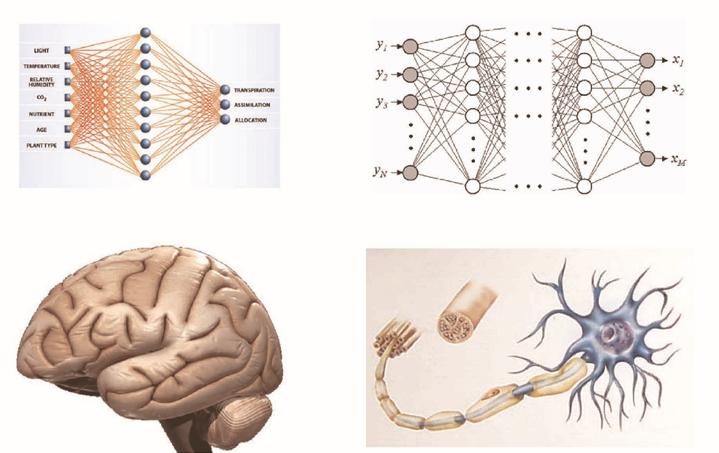 LIGHT
TEMPERATURE
RELATIVE
HUMIDITY
CO2
NUTRIENT
AGE
PLANT TYPE
TRANSPIRATION
ASSIMILATION
ALLOCATION
y1
y2
y3
yN
x1
x2
xM